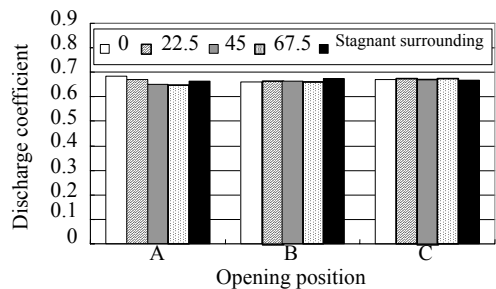 0.9
0 22.5 45 67.5 Stagnant surrounding
0.8
0.7
0.6
0.5
0.4
0.3
0.2
0.1
0
Discharge coefficient
A B C
Opening position